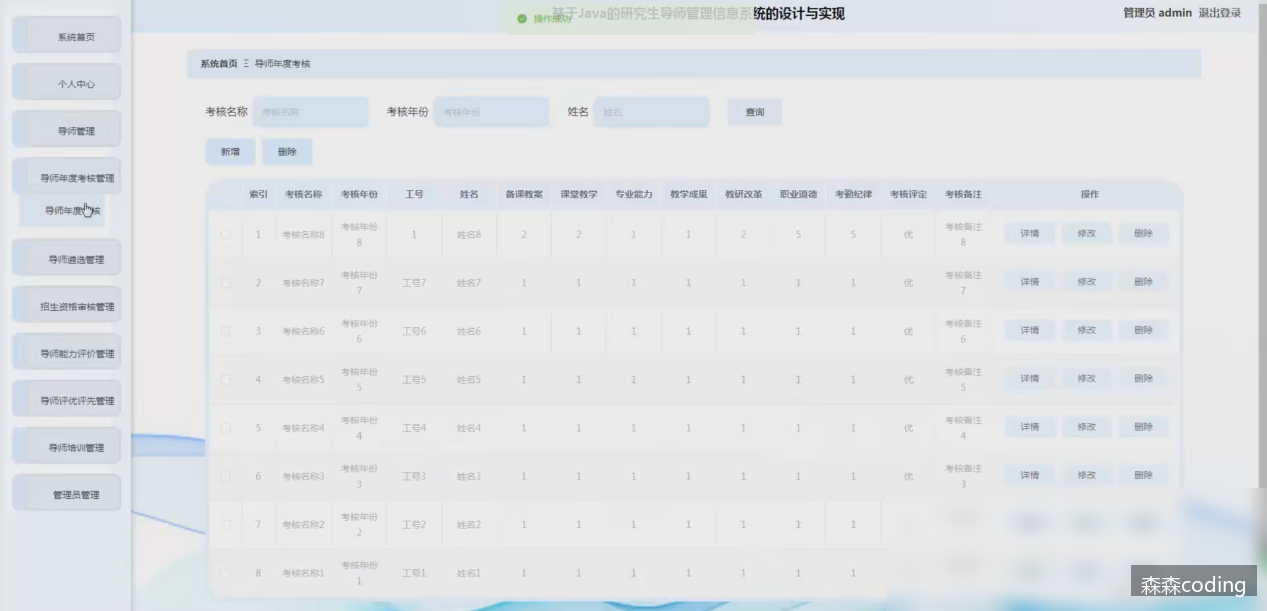 基于Java的研究生导师管理信息系统的设计与实现
操作成功
管理员 admin 退出登录
系统首页
个人中心
导师管理
导师年度考核管理
导师年度考核
导师遴选管理
招生资格审核管理
导师能力评价管理
导师评优评先管理
导师培训管理
管理员管理
系统首页 Ξ 导师年度考核
考核名称 考核名称 考核年份 考核年份 姓名 姓名 查询
新增 删除
索引 考核名称 考核年份 工号 姓名 备课教案 课堂教学 专业能力 教学成果 教研改革 职业道德 考勤纪律 考核评定 考核备注 操作
1 考核名称8 考核年份8 1 姓名8 2 2 1 1 2 5 5 优 考核备注8 详情 修改 删除
2 考核名称7 考核年份7 工号7 姓名7 1 1 1 1 1 1 1 优 考核备注7 详情 修改 删除
3 考核名称6 考核年份6 工号6 姓名6 1 1 1 1 1 1 1 优 考核备注6 详情 修改 删除
4 考核名称5 考核年份5 工号5 姓名5 1 1 1 1 1 1 1 优 考核备注5 详情 修改 删除
5 考核名称4 考核年份4 工号4 姓名4 1 1 1 1 1 1 1 优 考核备注4 详情 修改 删除
6 考核名称3 考核年份3 工号3 姓名3 1 1 1 1 1 1 1 优 考核备注3 详情 修改 删除
7 考核名称2 考核年份2 工号2 姓名2 1 1 1 1 1 1 1
8 考核名称1 考核年份1 工号1 姓名1 1 1 1 1 1 1 1
森森coding